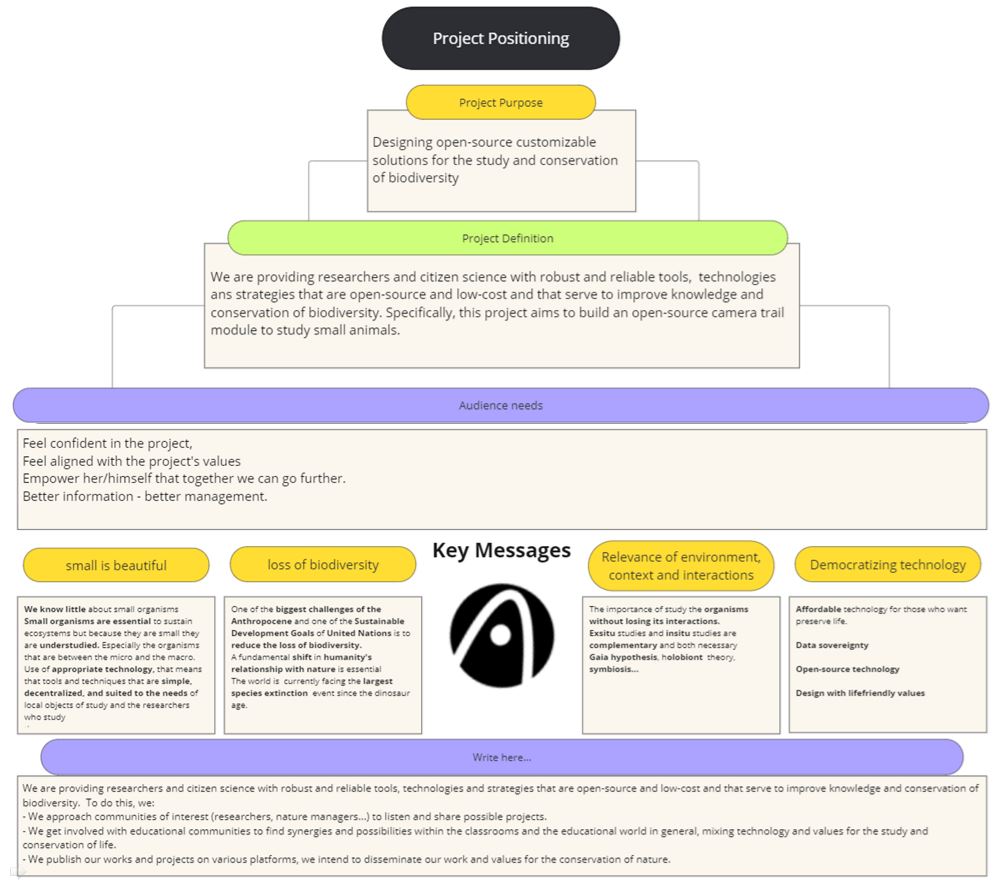 Project Positioning
Project Purpose
Designing open-source customizable
solutions for the study and conservation
of biodiversity
Project Definition
We are providing researchers and citizen science with robust and reliable tools, technologies
ans strategies that are open-source and low-cost and that serve to improve knowledge and
conservation of biodiversity. Specifically, this project aims to build an open-source camera trail
module to study small animals.
Audience needs
Feel confident in the project,
Feel aligned with the project's values
Empower her/himself that together we can go further.
Better information - better management.
Key Messages
small is beautiful
We know little about small organisms
Small organisms are essential to sustain
ecosystems but because they are small they
are understudied. Especially the organisms
that are between the micro and the macro.
Use of appropriate technology, that means
that tools and techniques that are simple,
decentralized, and suited to the needs of
local objects of study and the researchers
who study
loss of biodiversity
One of the biggest challenges of the
Anthropocene and one of the Sustainable
Development Goals of United Nations is to
reduce the loss of biodiversity.
A fundamental shift in humanity's
relationship with nature is essential
The world is currently facing the largest
species extinction event since the dinosaur
age.
Relevance of environment,
context and interactions
The importance of study the organisms
without losing its interactions.
Exsitu studies and insitu studies are
complementary and both necessary
Gaia hypothesis, holobiont theory,
symbiosis...
Democratizing technology
Affordable technology for those who want
preserve life.
Data sovereignty
Open-source technology
Design with lifefriendly values
Write here...
We are providing researchers and citizen science with robust and reliable tools, technologies and strategies that are open-source and low-cost and that serve to improve knowledge and conservation of
biodiversity. To do this, we:
- We approach communities of interest (researchers, nature managers...) to listen and share possible projects.
- We get involved with educational communities to find synergies and possibilities within the classrooms and the educational world in general, mixing technology and values for the study and
conservation of life.
- We publish our works and projects on various platforms, we intend to disseminate our work and values for the conservation of nature.